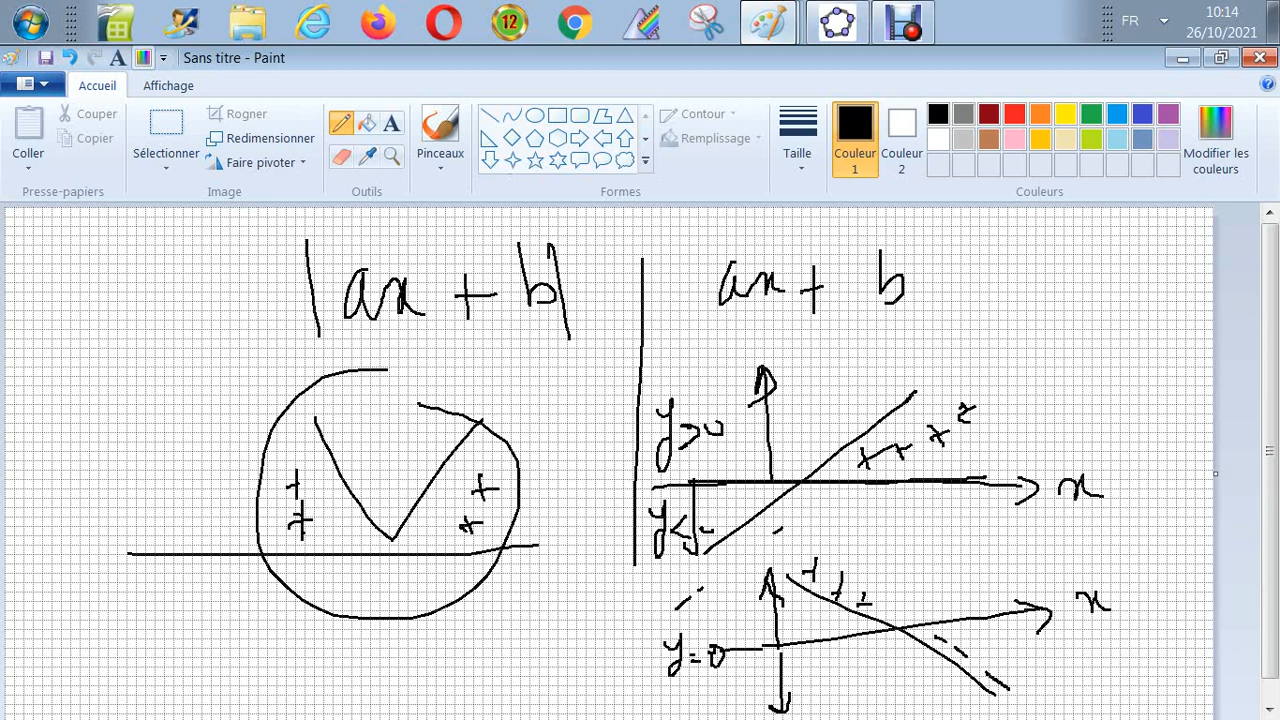 12
FR
10:14
26/10/2021
Sans titre - Paint
Accueil
Affichage
Coller
Couper
Copier
Presse-papiers
Sélectionner
Rogner
Redimensionner
Faire pivoter
Image
Outils
Pinceaux
Contour
Remplissage
Formes
Taille
Couleur 1
Couleur 2
Modifier les couleurs
Couleurs
|ax + b|
ax + b
y>0
x
y<
x
y=0